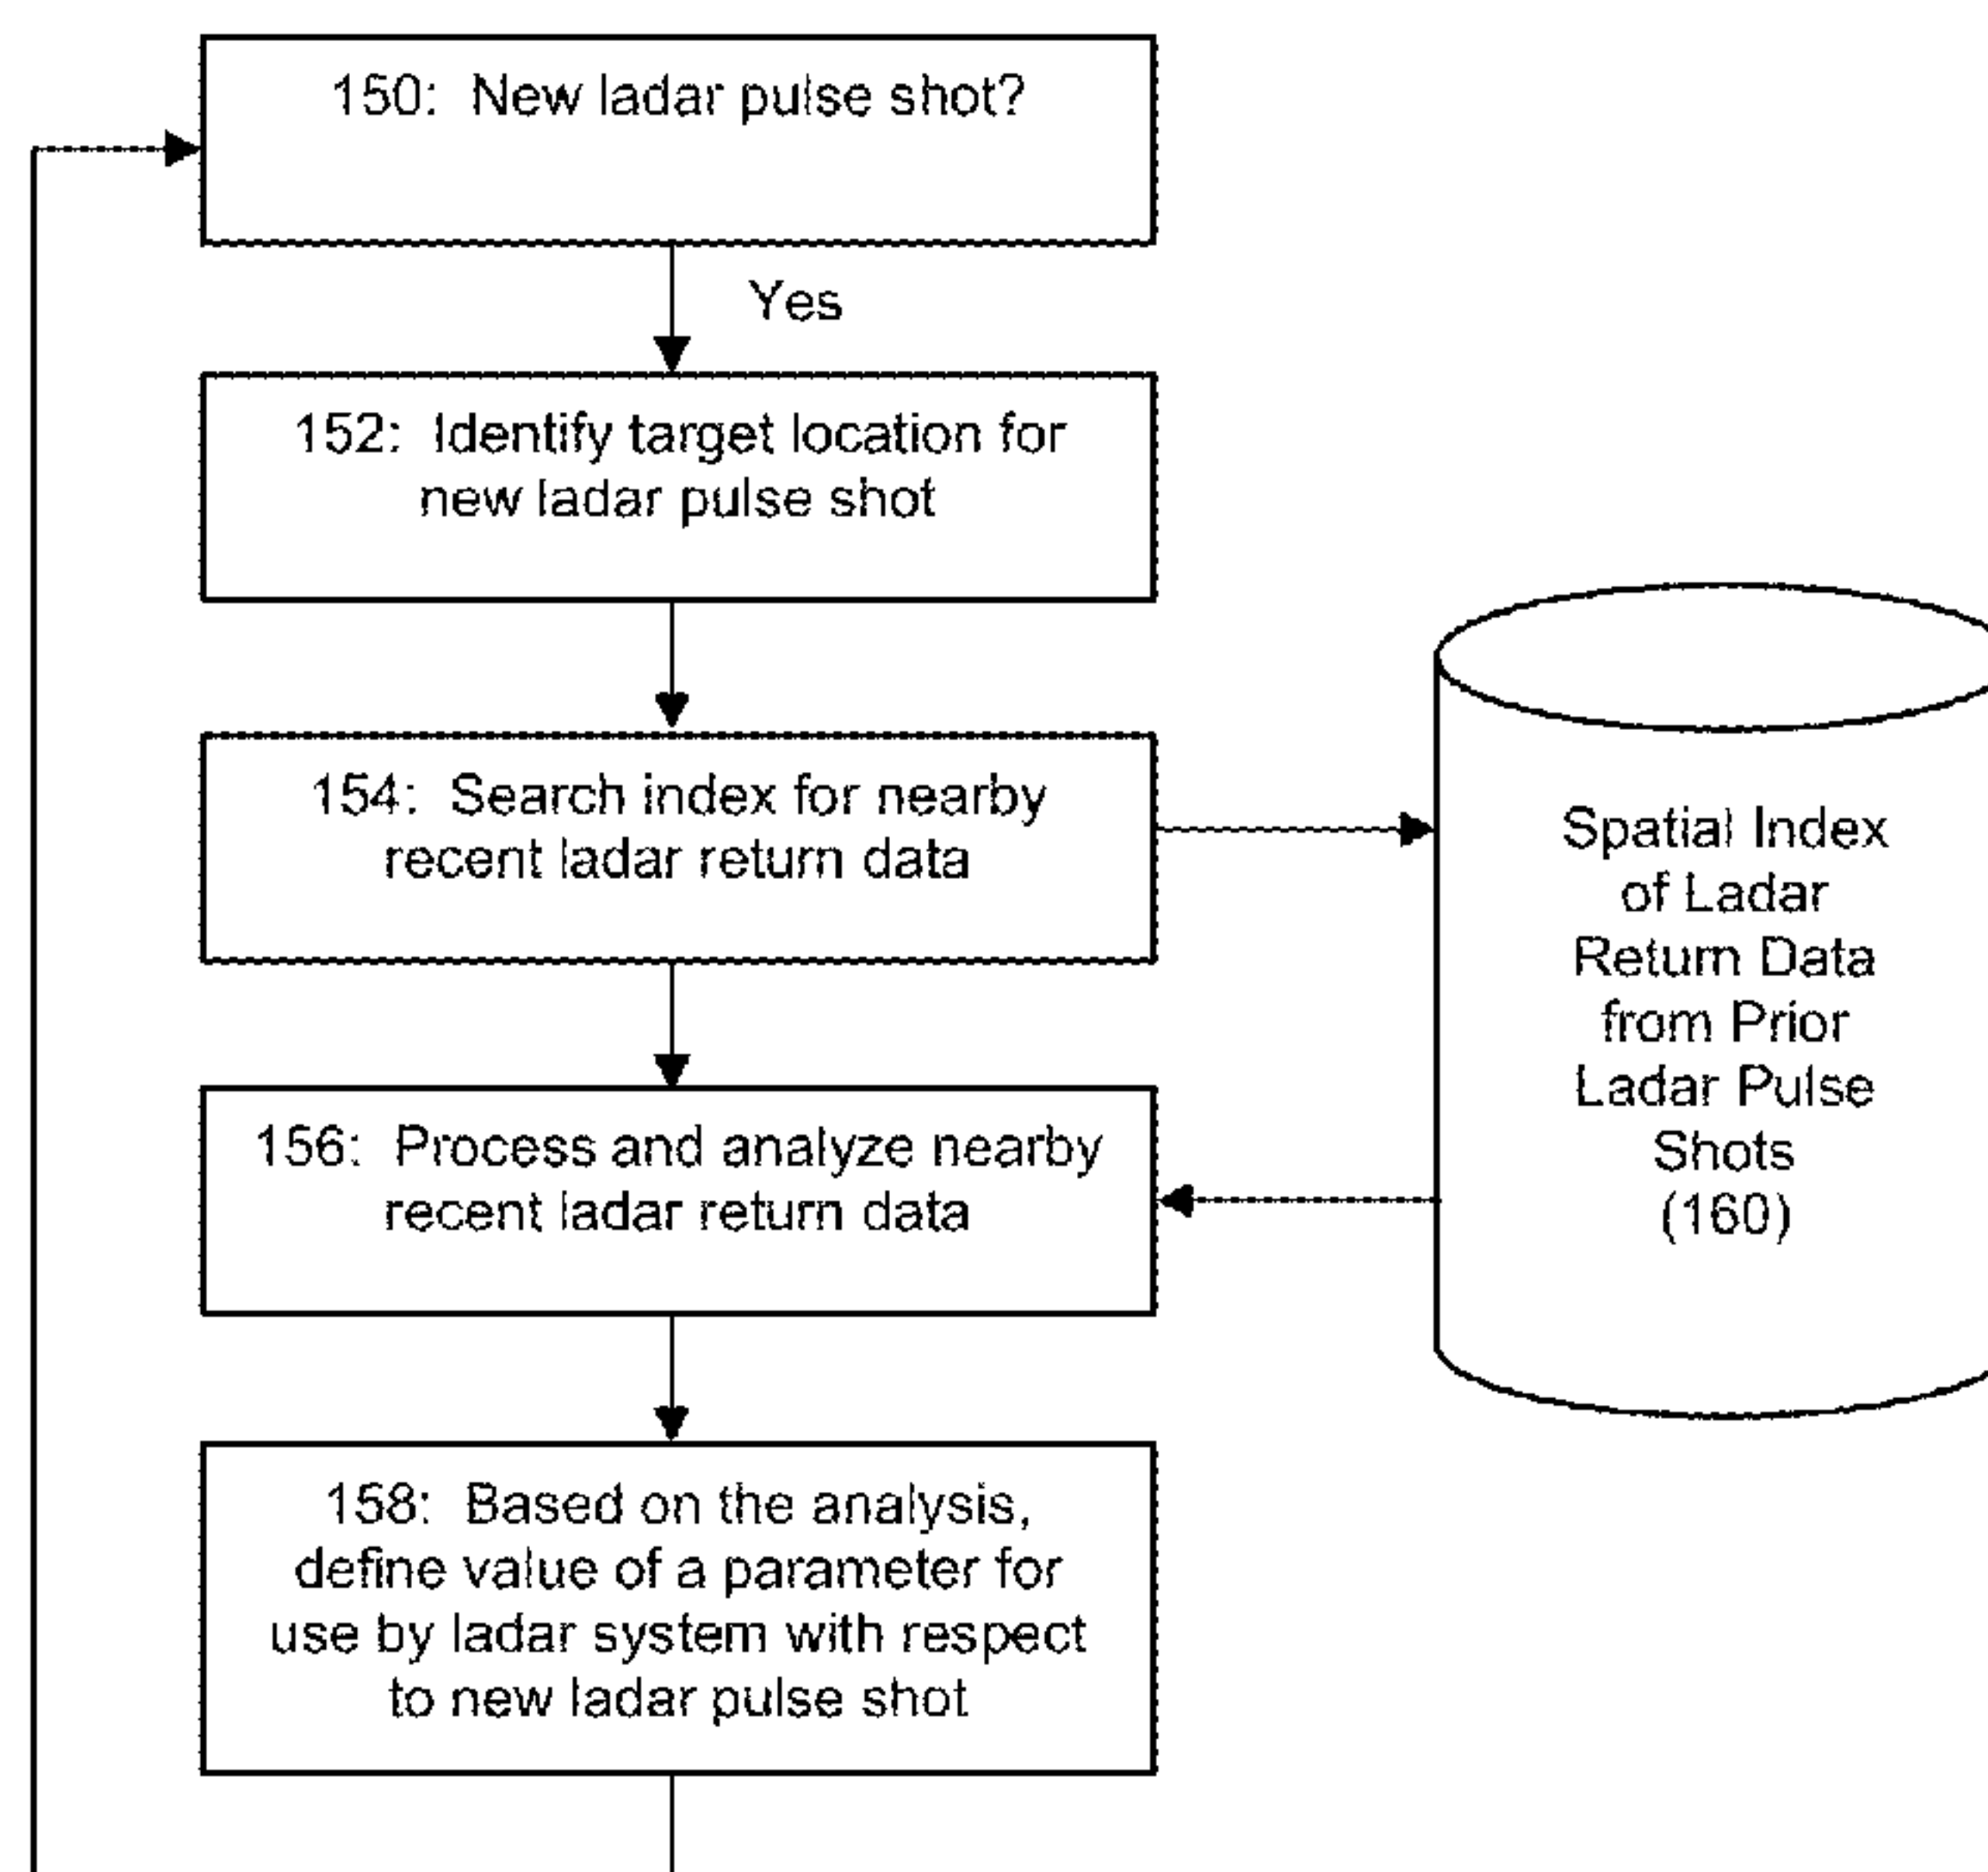 150: New ladar pulse shot?
Yes
152: Identify target location for
new ladar pulse shot
154: Search index for nearby
recent ladar return data
156: Process and analyze nearby
recent ladar return data
158: Based on the analysis,
define value of a parameter for
use by ladar system with respect
to new ladar pulse shot
Spatial Index
of Ladar
Return Data
from Prior
Ladar Pulse
Shots
(160)